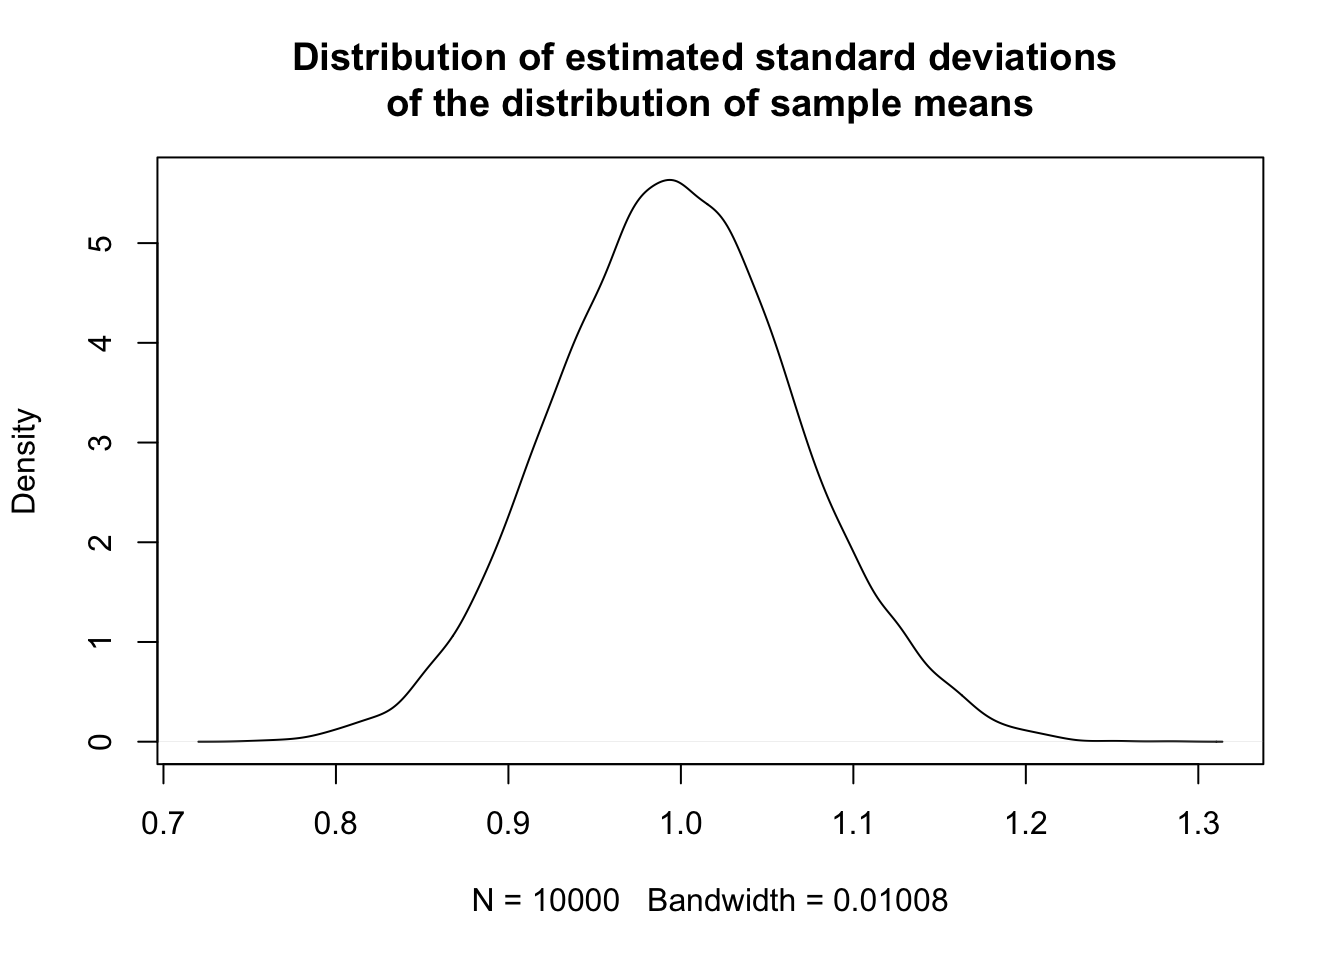 Distribution of estimated standard deviations
of the distribution of sample means
Density
5
4
3
2
1
0
0.7 0.8 0.9 1.0 1.1 1.2 1.3
N = 10000 Bandwidth = 0.01008